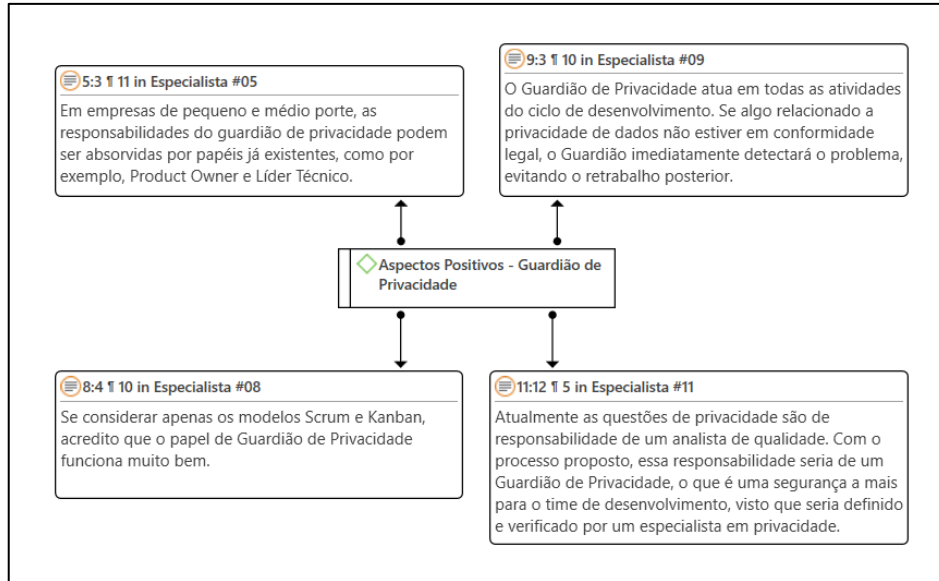 5:3 ¶ 11 in Especialista #05
Em empresas de pequeno e médio porte, as
responsabilidades do guardião de privacidade podem
ser absorvidas por papéis já existentes, como por
exemplo, Product Owner e Líder Técnico.
9:3 ¶ 10 in Especialista #09
O Guardião de Privacidade atua em todas as atividades
do ciclo de desenvolvimento. Se algo relacionado a
privacidade de dados não estiver em conformidade
legal, o Guardião imediatamente detectará o problema,
evitando o retrabalho posterior.
Aspectos Positivos - Guardião de
Privacidade
8:4 ¶ 10 in Especialista #08
Se considerar apenas os modelos Scrum e Kanban,
acredito que o papel de Guardião de Privacidade
funciona muito bem.
11:12 ¶ 5 in Especialista #11
Atualmente as questões de privacidade são de
responsabilidade de um analista de qualidade. Com o
processo proposto, essa responsabilidade seria de um
Guardião de Privacidade, o que é uma segurança a mais
para o time de desenvolvimento, visto que seria definido
e verificado por um especialista em privacidade.